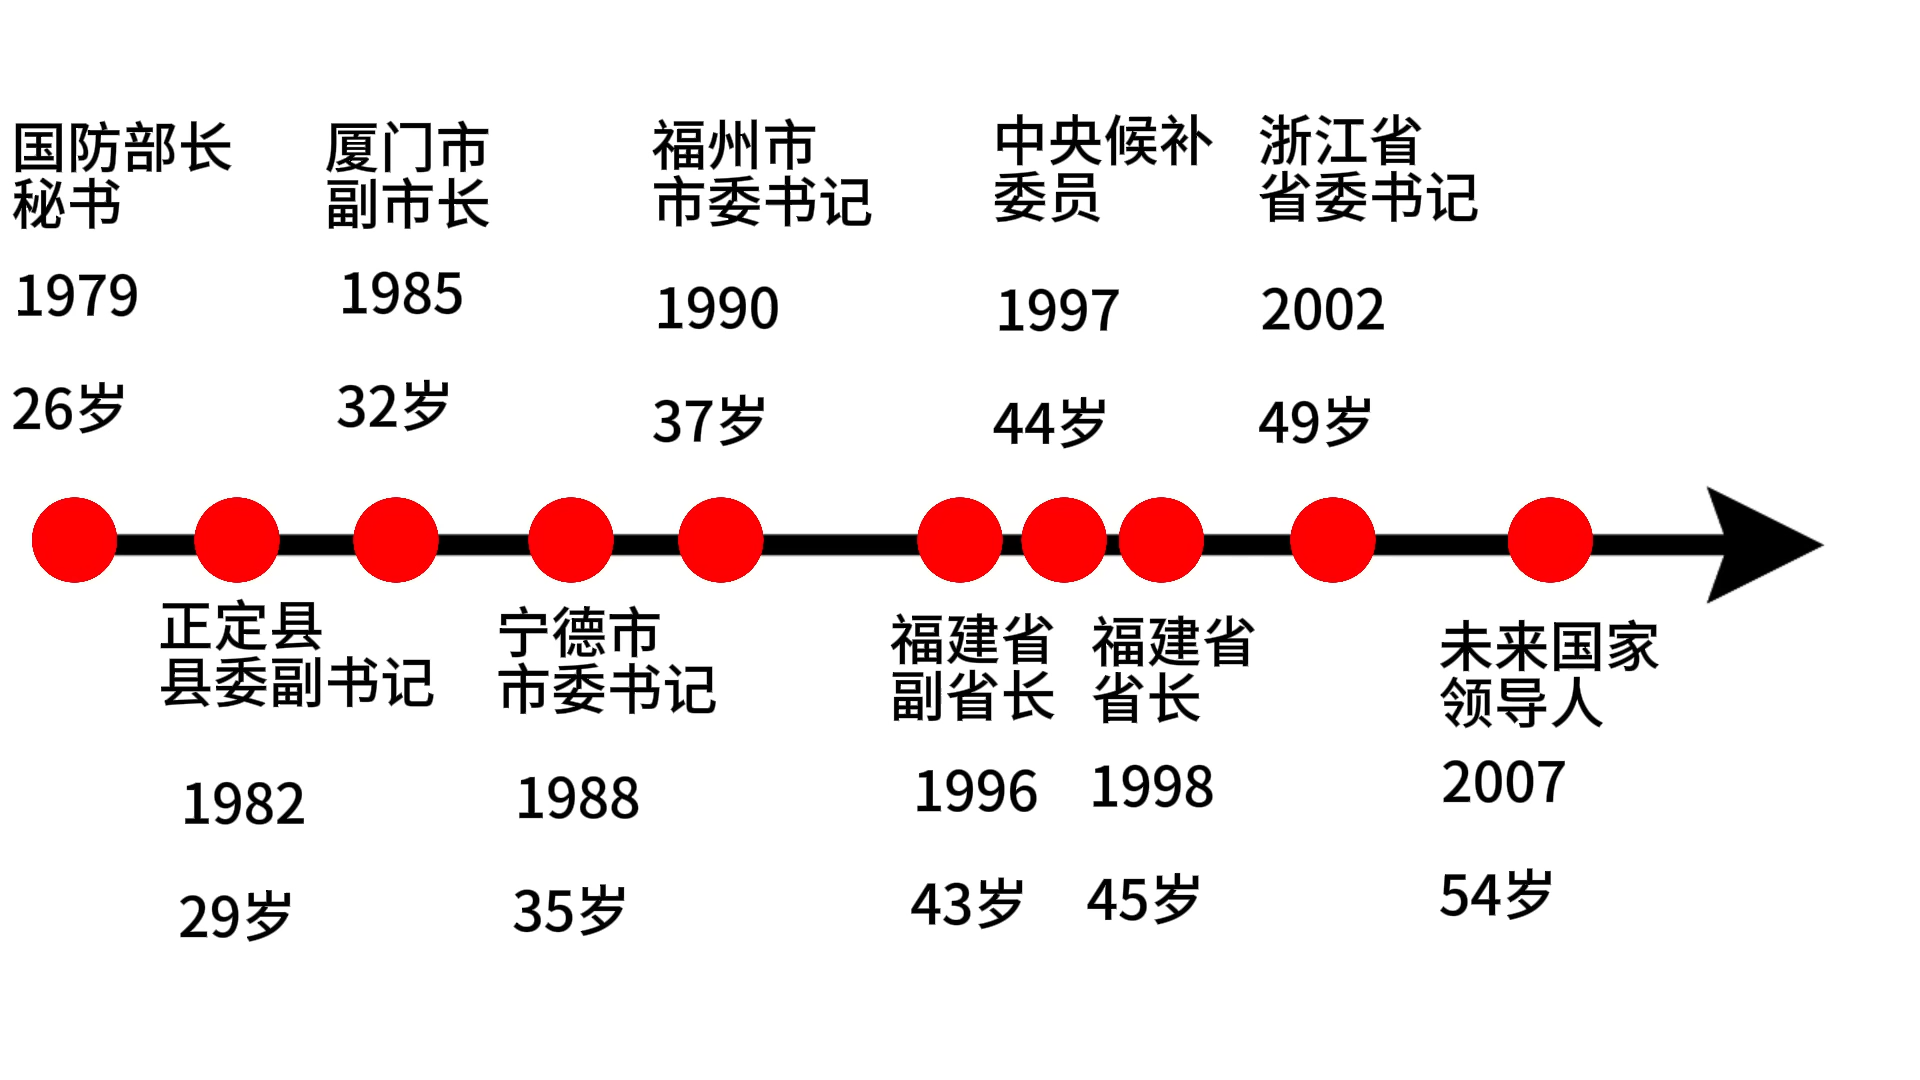 国防部长
秘书
1979
26岁
正定县
县委副书记
1982
29岁
厦门市
副市长
1985
32岁
宁德市
市委书记
1988
35岁
福州市
市委书记
1990
37岁
福建省
副省长
1996
43岁
中央候补
委员
1997
44岁
福建省
省长
1998
45岁
浙江省
省委书记
2002
49岁
未来国家
领导人
2007
54岁